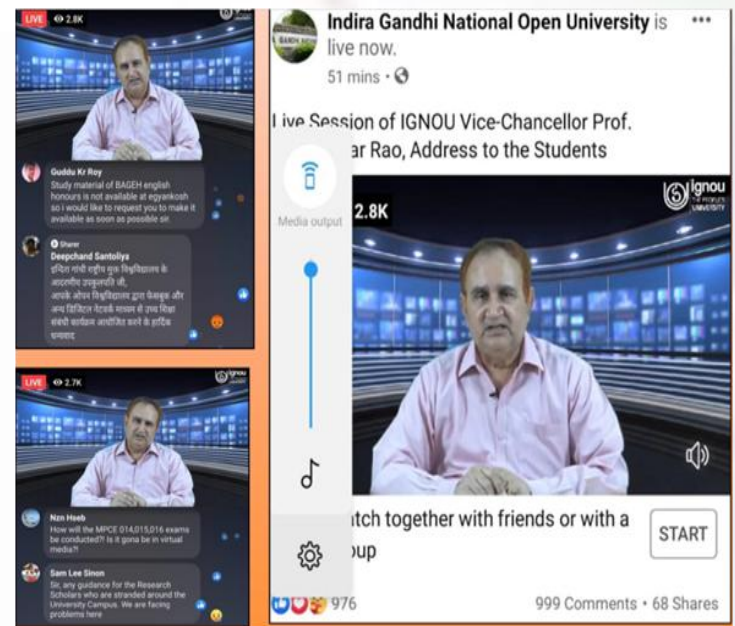 LIVE 2.8K
Guddu Kr Roy
Study material of BAGEH english
honours is not available at egyankosh
so i would like to request you to make it
available as soon as possible sir.
Sharer
Deepchand Santoliya
इन्दिरा गांधी राष्ट्रीय मुक्त विश्वविद्यालय के
आदरणीय उपकुलपति जी,
आपके ओपन विश्वविद्यालय द्वारा फेसबुक और
अन्य डिजिटल नेटवर्क माध्यम से उच्च शिक्षा
संबंधी कार्यक्रम आयोजित करने के हार्दिक
धन्यवाद
LIVE 2.7K
Nzn Hseb
How will the MPCE 014,015,016 exams
be conducted?! Is it gona be in virtual
media?!
Sam Lee Sinon
Sir, any guidance for the Research
Scholars who are stranded around the
University Campus. We are facing
problems here
Indira Gandhi National Open University is
live now.
51 mins •
Live Session of IGNOU Vice-Chancellor Prof.
ar Rao, Address to the Students
Media output
2.8K
ignou
THE PEOPLE'S
UNIVERSITY
atch together with friends or with a
oup
START
976
999 Comments • 68 Shares